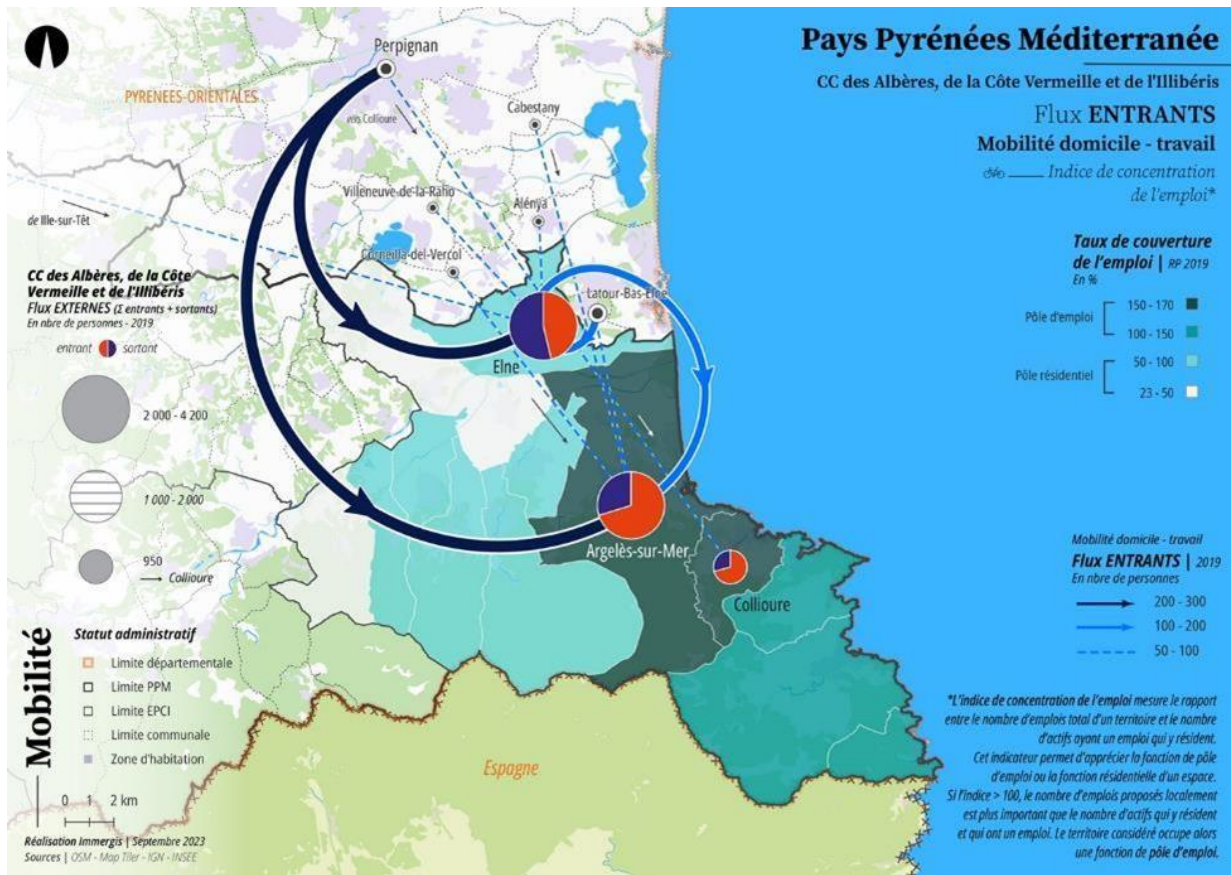 Pays Pyrénées Méditerranée
CC des Albères, de la Côte Vermeille et de l'Illibéris
Flux ENTRANTS
Mobilité domicile - travail
Indice de concentration
de l'emploi*
Taux de couverture
de l'emploi | RP 2019
En %
Pôle d'emploi
150 - 170
100 - 150
Pôle résidentiel
50 - 100
23 - 50
Perpignan
PYRENEES-ORIENTALES
vers Collioure
Cabestany
Villeneuve-de-la-Raho
Alénya
de Ille-sur-Têt
Corneilla-del-Vercol
Latour-Bas-Elne
Elne
Argelès-sur-Mer
Collioure
Espagne
CC des Albères, de la Côte
Vermeille et de l'Illibéris
Flux EXTERNES (Σ entrants + sortants)
En nbre de personnes - 2019
entrant sortant
2 000 - 4 200
1 000 - 2 000
950
Collioure
Mobilité
Statut administratif
Limite départementale
Limite PPM
Limite EPCI
Limite communale
Zone d'habitation
0 1 2 km
Réalisation Immergis | Septembre 2023
Sources | OSM - Map Tiler - IGN - INSEE
Mobilité domicile - travail
Flux ENTRANTS | 2019
En nbre de personnes
200 - 300
100 - 200
50 - 100
*L'indice de concentration de l'emploi mesure le rapport
entre le nombre d'emplois total d'un territoire et le nombre
d'actifs ayant un emploi qui y résident.
Cet indicateur permet d'apprécier la fonction de pôle
d'emploi ou la fonction résidentielle d'un espace.
Si l'indice > 100, le nombre d'emplois proposés localement
est plus important que le nombre d'actifs qui y résident
et qui ont un emploi. Le territoire considéré occupe alors
une fonction de pôle d'emploi.